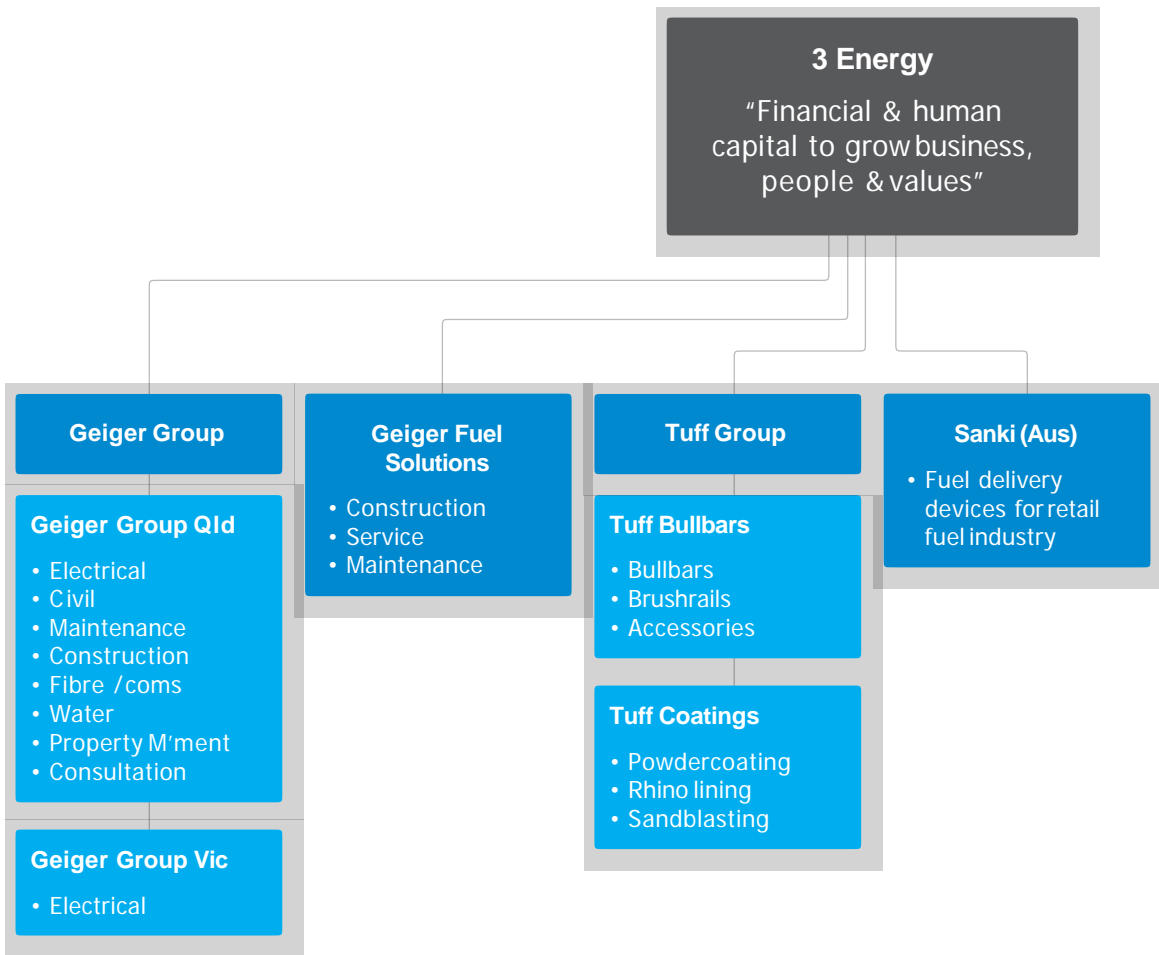 3 Energy
“Financial & human
capital to grow business,
people & values”
Geiger Group
Geiger Group Qld
• Electrical
• Civil
• Maintenance
• Construction
• Fibre /coms
• Water
• Property M’ment
• Consultation
Geiger Group Vic
• Electrical
Geiger Fuel
Solutions
• Construction
• Service
• Maintenance
Tuff Group
Tuff Bullbars
• Bullbars
• Brushrails
• Accessories
Tuff Coatings
• Powdercoating
• Rhino lining
• Sandblasting
Sanki (Aus)
• Fuel delivery
devices for retail
fuel industry